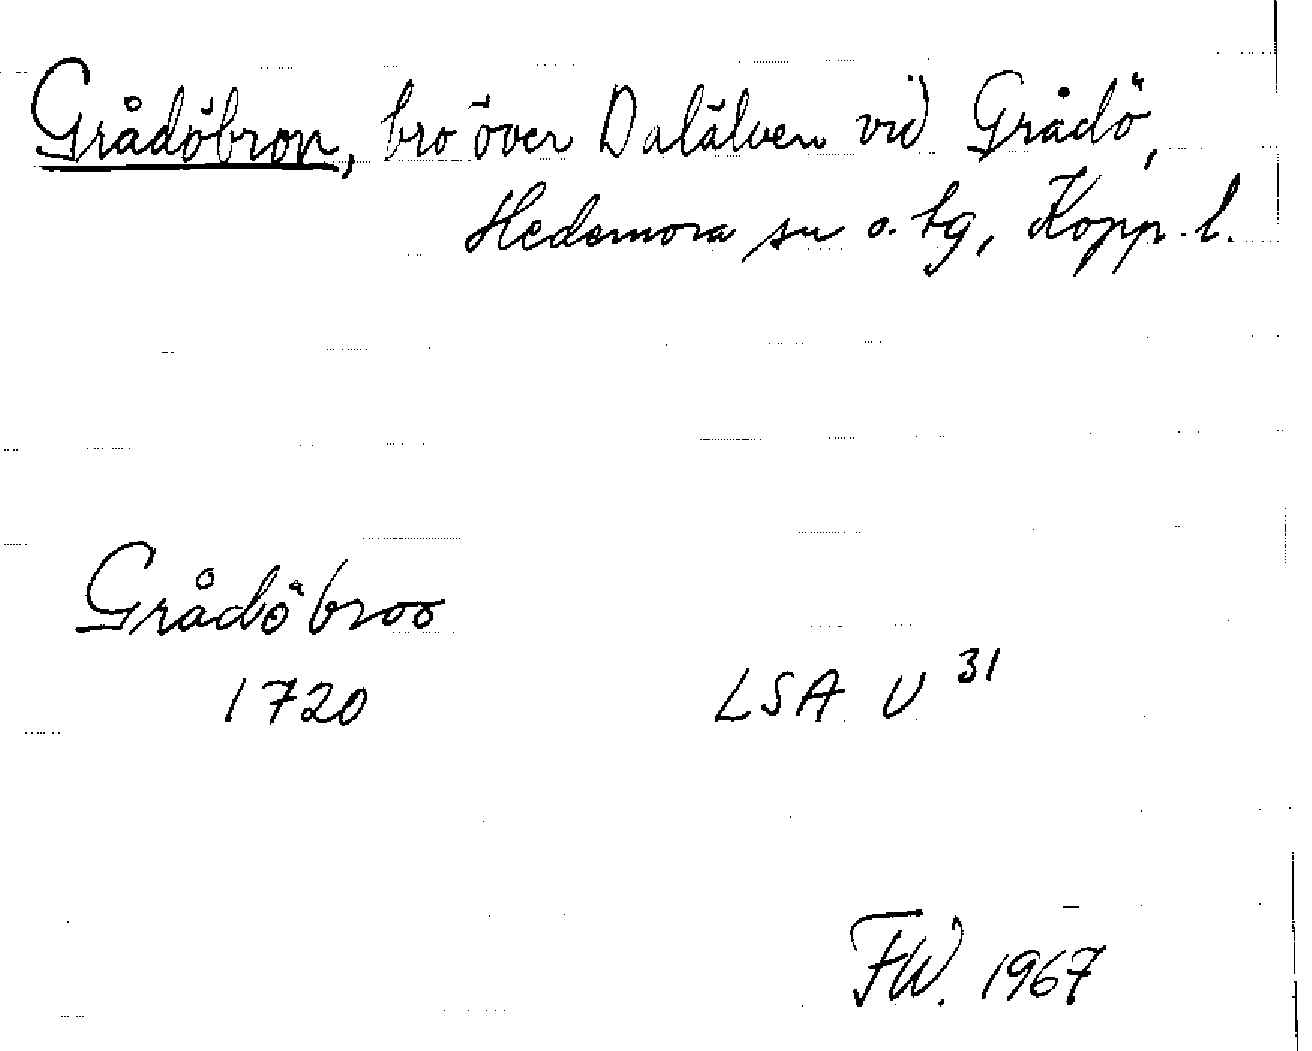 Grådöbron, bro över Dalälven vid Grådö,
Hedemora sn o. tg, Kopp. l.
Grådöbroo
1720 LSA U 31
FW. 1967